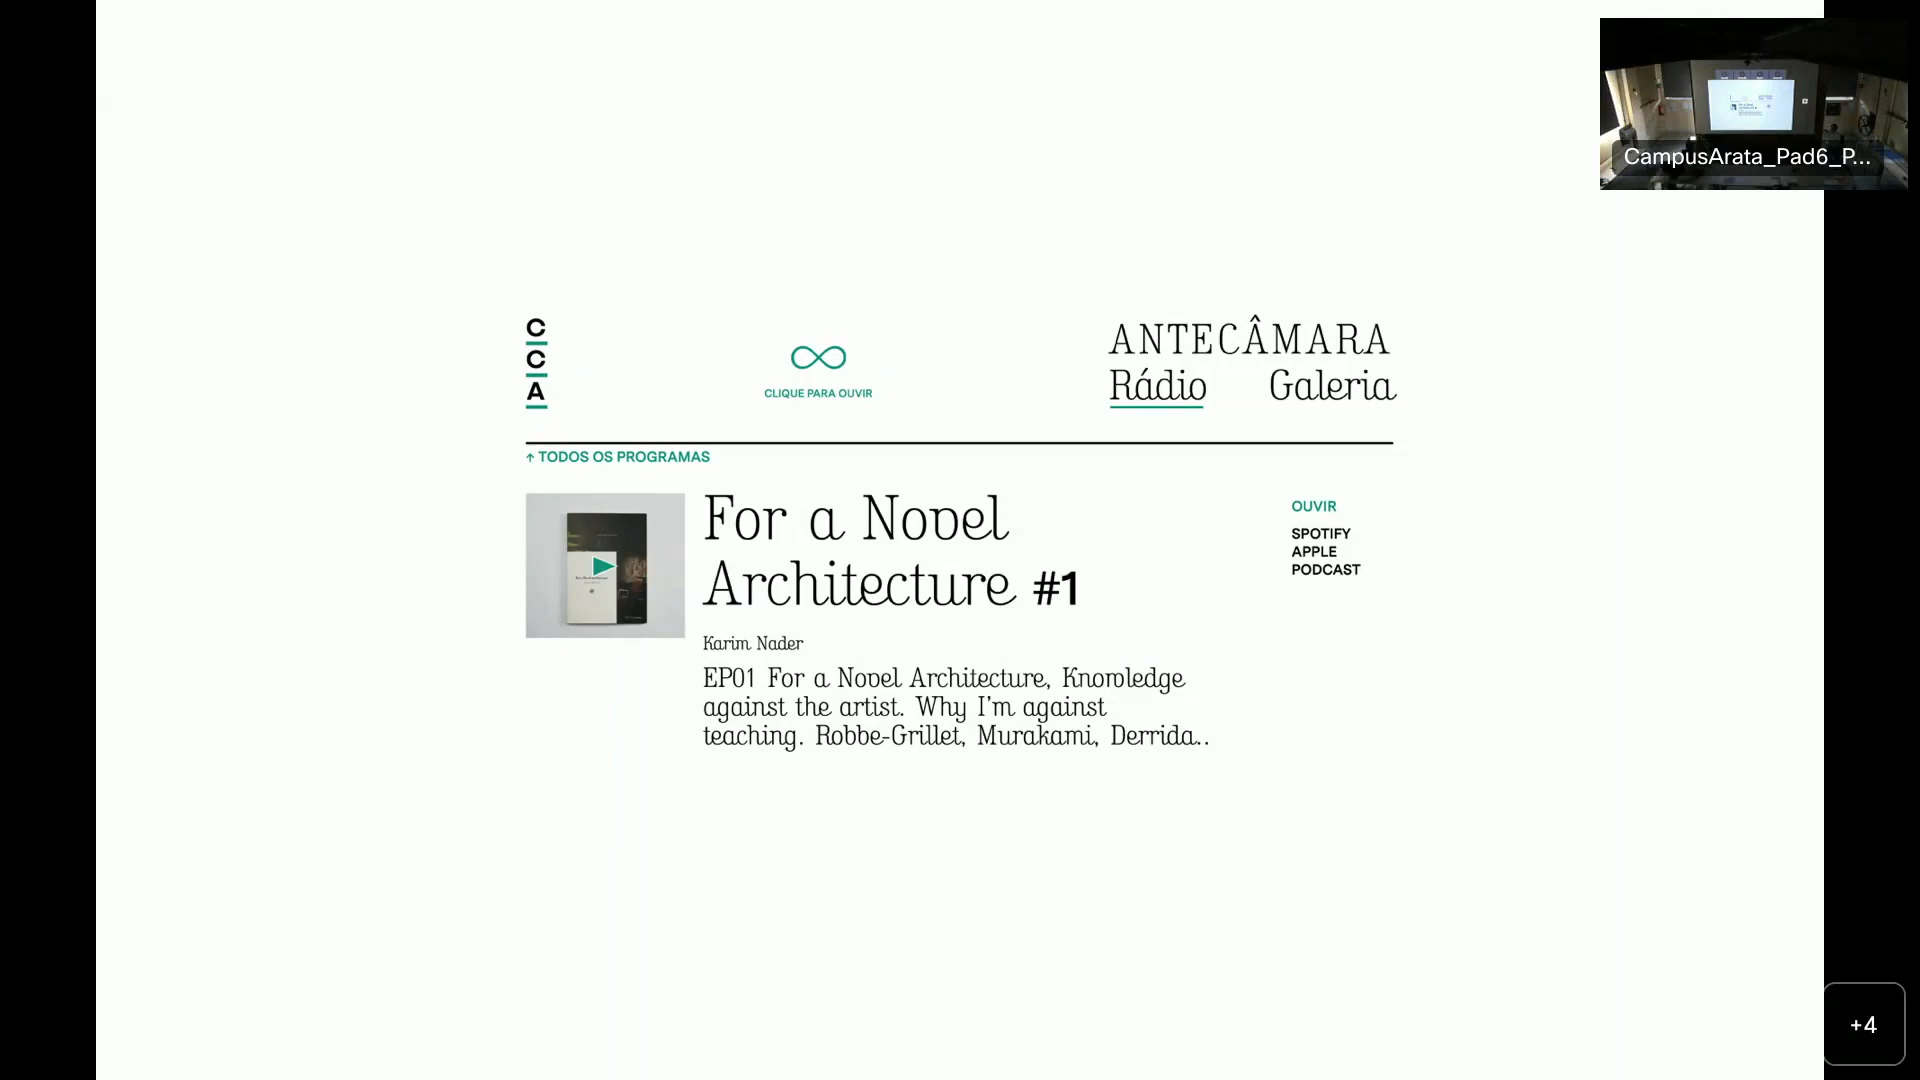 CampusArata_Pad6_P...
C
C
A
CLIQUE PARA OUVIR
ANTECÂMARA
Rádio Galeria
↑ TODOS OS PROGRAMAS
For a Novel
Architecture #1
Karim Nader
EP01 For a Novel Architecture, Knowledge
against the artist. Why I'm against
teaching. Robbe-Grillet, Murakami, Derrida..
OUVIR
SPOTIFY
APPLE
PODCAST
+4